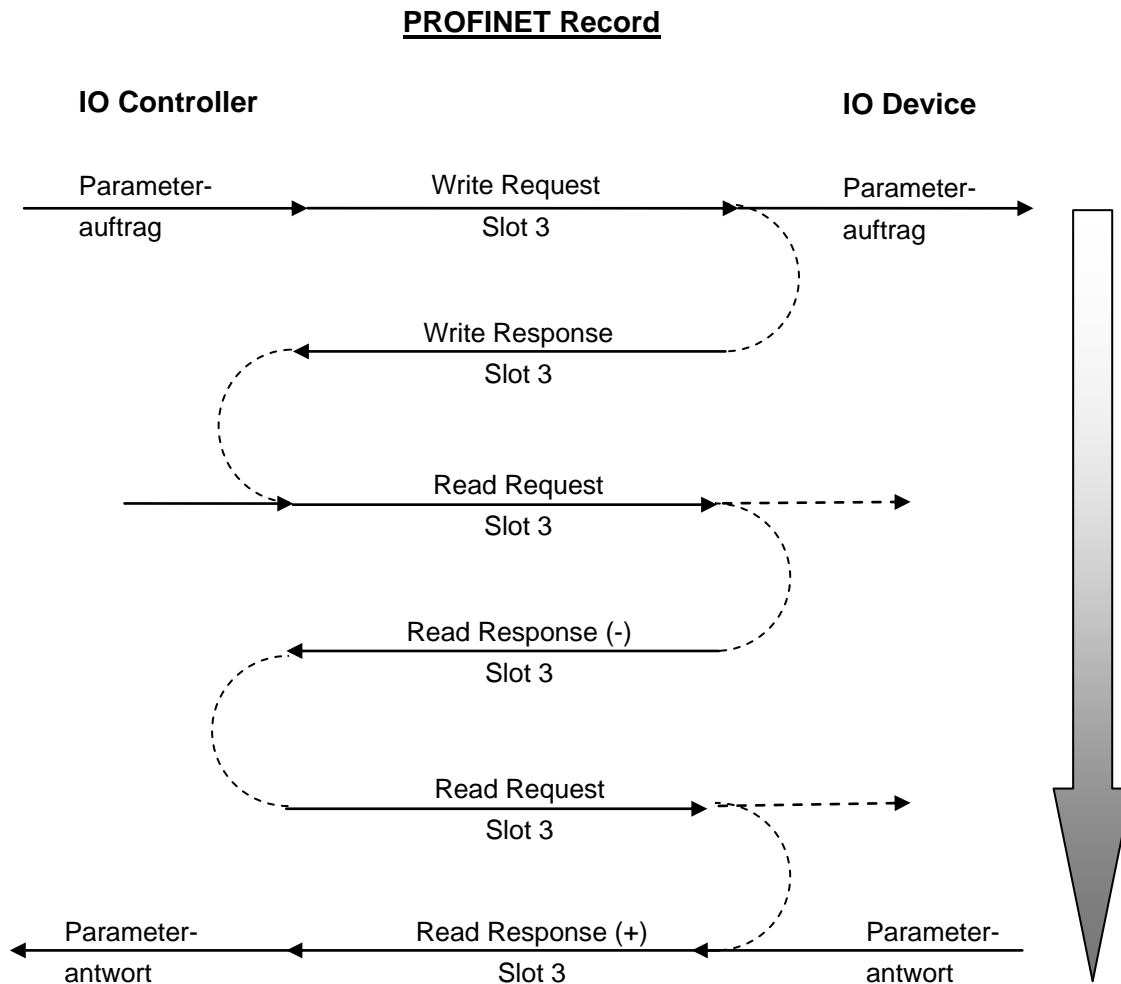 PROFINET Record
IO Controller
IO Device
Parameter-
auftrag
Write Request
Slot 3
Parameter-
auftrag
Write Response
Slot 3
Read Request
Slot 3
Read Response (-)
Slot 3
Read Request
Slot 3
Parameter-
antwort
Read Response (+)
Slot 3
Parameter-
antwort